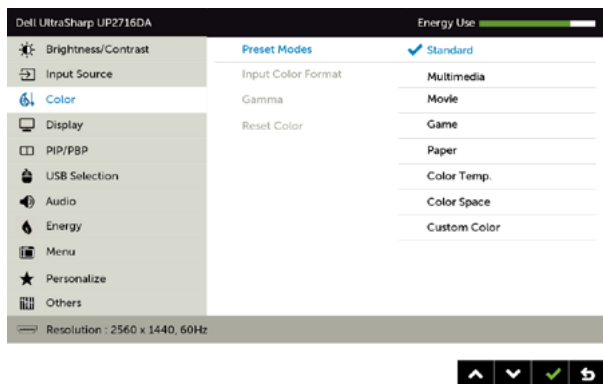 Dell UltraSharp UP2716DA Energy Use
Brightness/Contrast Preset Modes Standard
Input Source Input Color Format Multimedia
Color Gamma Movie
Display Reset Color Game
PIP/PBP Paper
USB Selection Color Temp.
Audio Color Space
Energy Custom Color
Menu
Personalize
Others
Resolution : 2560 x 1440, 60Hz